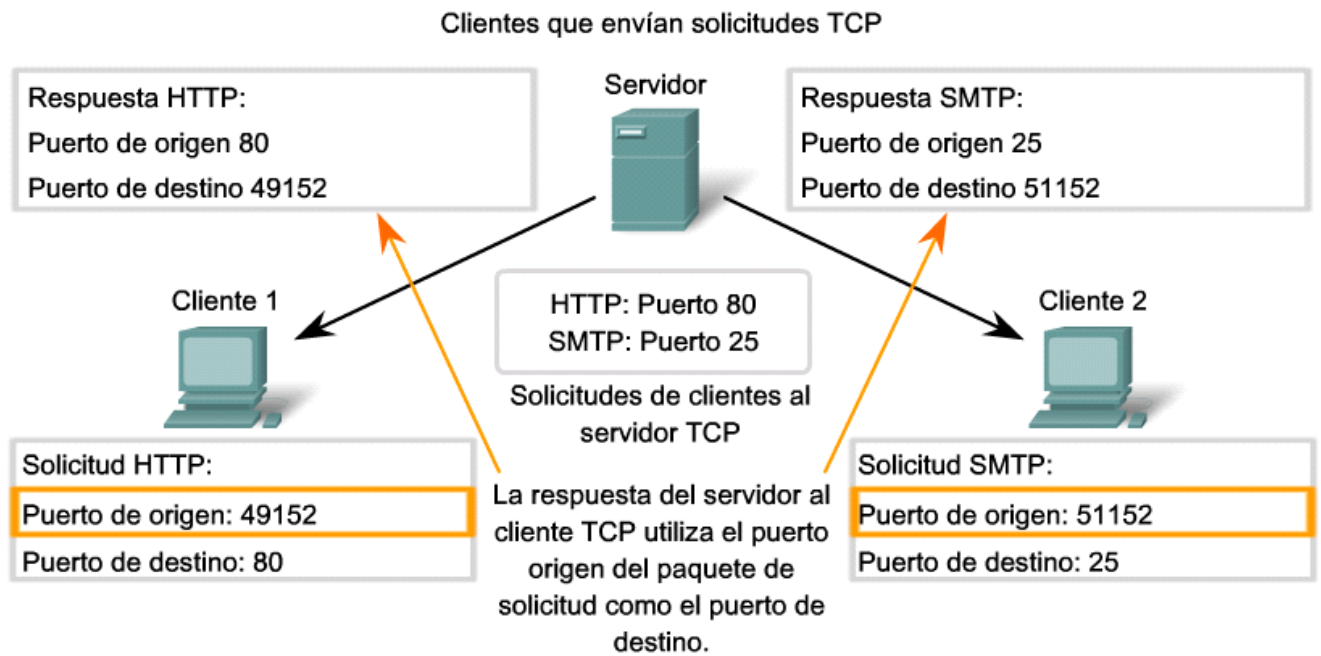 Clientes que envían solicitudes TCP
Respuesta HTTP:
Puerto de origen 80
Puerto de destino 49152
Servidor
Respuesta SMTP:
Puerto de origen 25
Puerto de destino 51152
Cliente 1
HTTP: Puerto 80
SMTP: Puerto 25
Cliente 2
Solicitudes de clientes al
servidor TCP
Solicitud HTTP:
Puerto de origen: 49152
Puerto de destino: 80
La respuesta del servidor al
cliente TCP utiliza el puerto
origen del paquete de
solicitud como el puerto de
destino.
Solicitud SMTP:
Puerto de origen: 51152
Puerto de destino: 25